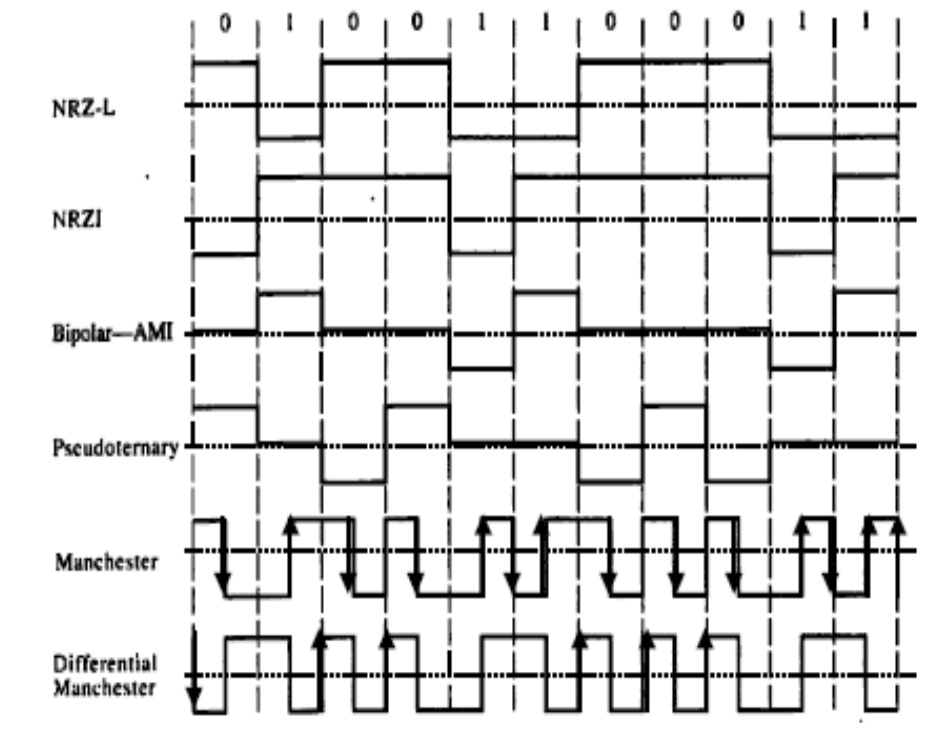 0 1 0 0 1 1 0 0 0 1 1
NRZ-L
NRZI
Bipolar—AMI
Pseudoternary
Manchester
Differential
Manchester